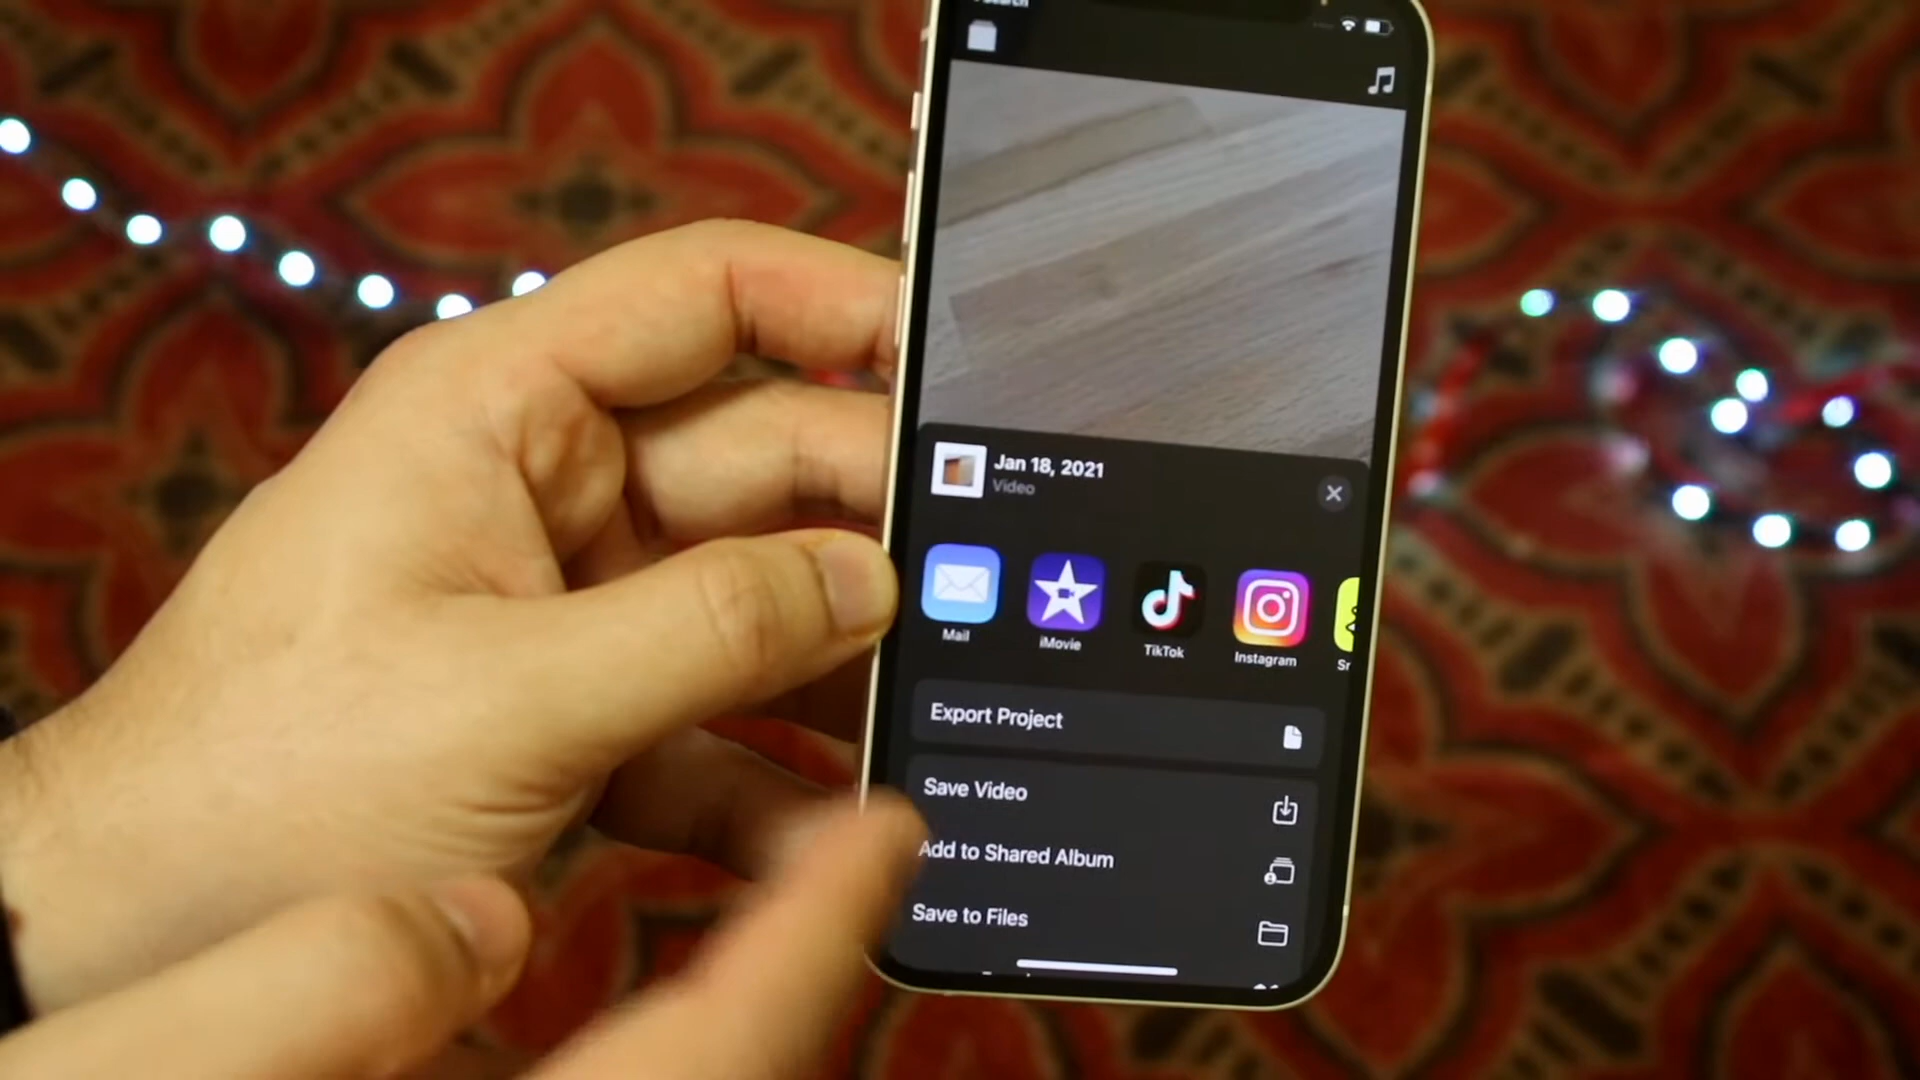 Jan 18, 2021
Video
Mail
iMovie
TikTok
Instagram
Sr
Export Project
Save Video
Add to Shared Album
Save to Files